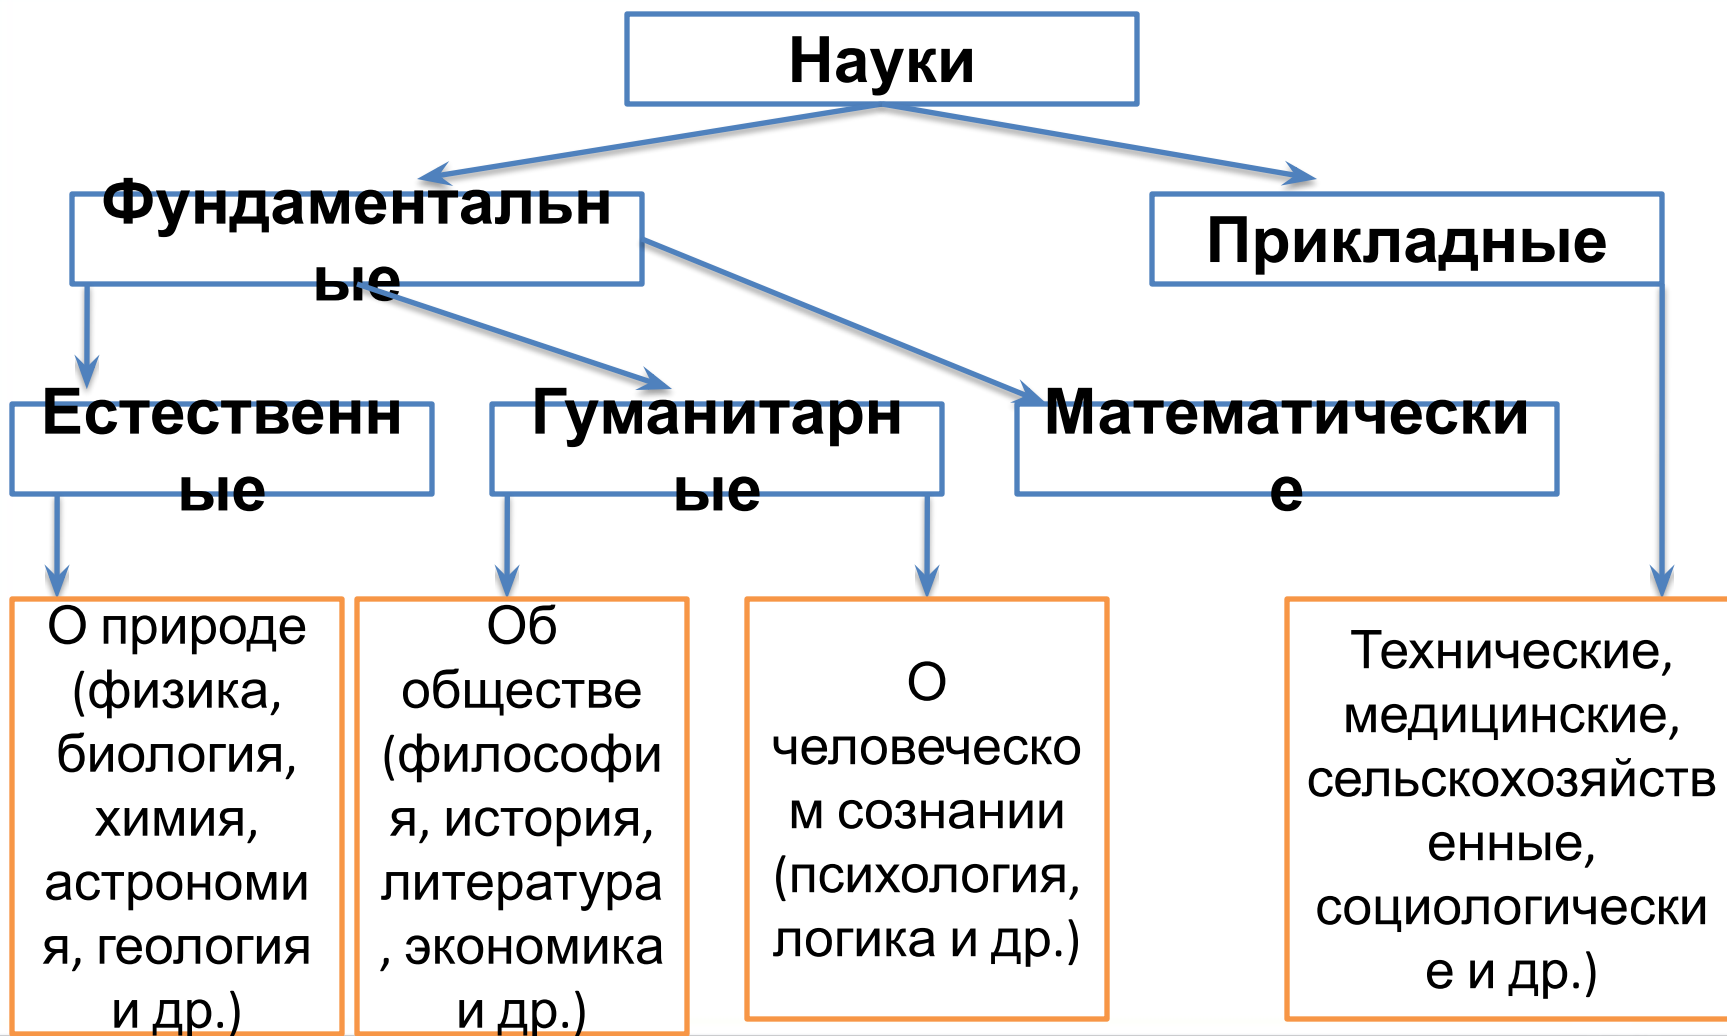 Науки
Фундаментальн
ые
Прикладные
Естественн
ые
Гуманитарн
ые
Математически
е
О природе
(физика,
биология,
химия,
астрономи
я, геология
и др.)
Об
обществе
(философи
я, история,
литература
, экономика
и др.)
О
человеческо
м сознании
(психология,
логика и др.)
Технические,
медицинские,
сельскохозяйств
енные,
социологически
е и др.)